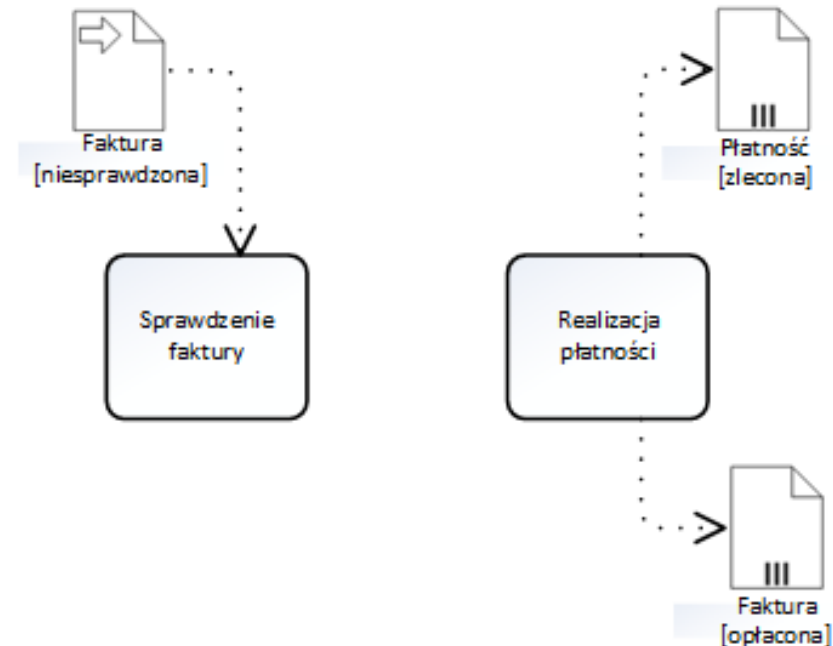 Faktura
[niesprawdzona]
Płatność
[zlecona]
Sprawdzenie
faktury
Realizacja
płatności
Faktura
[opłacona]